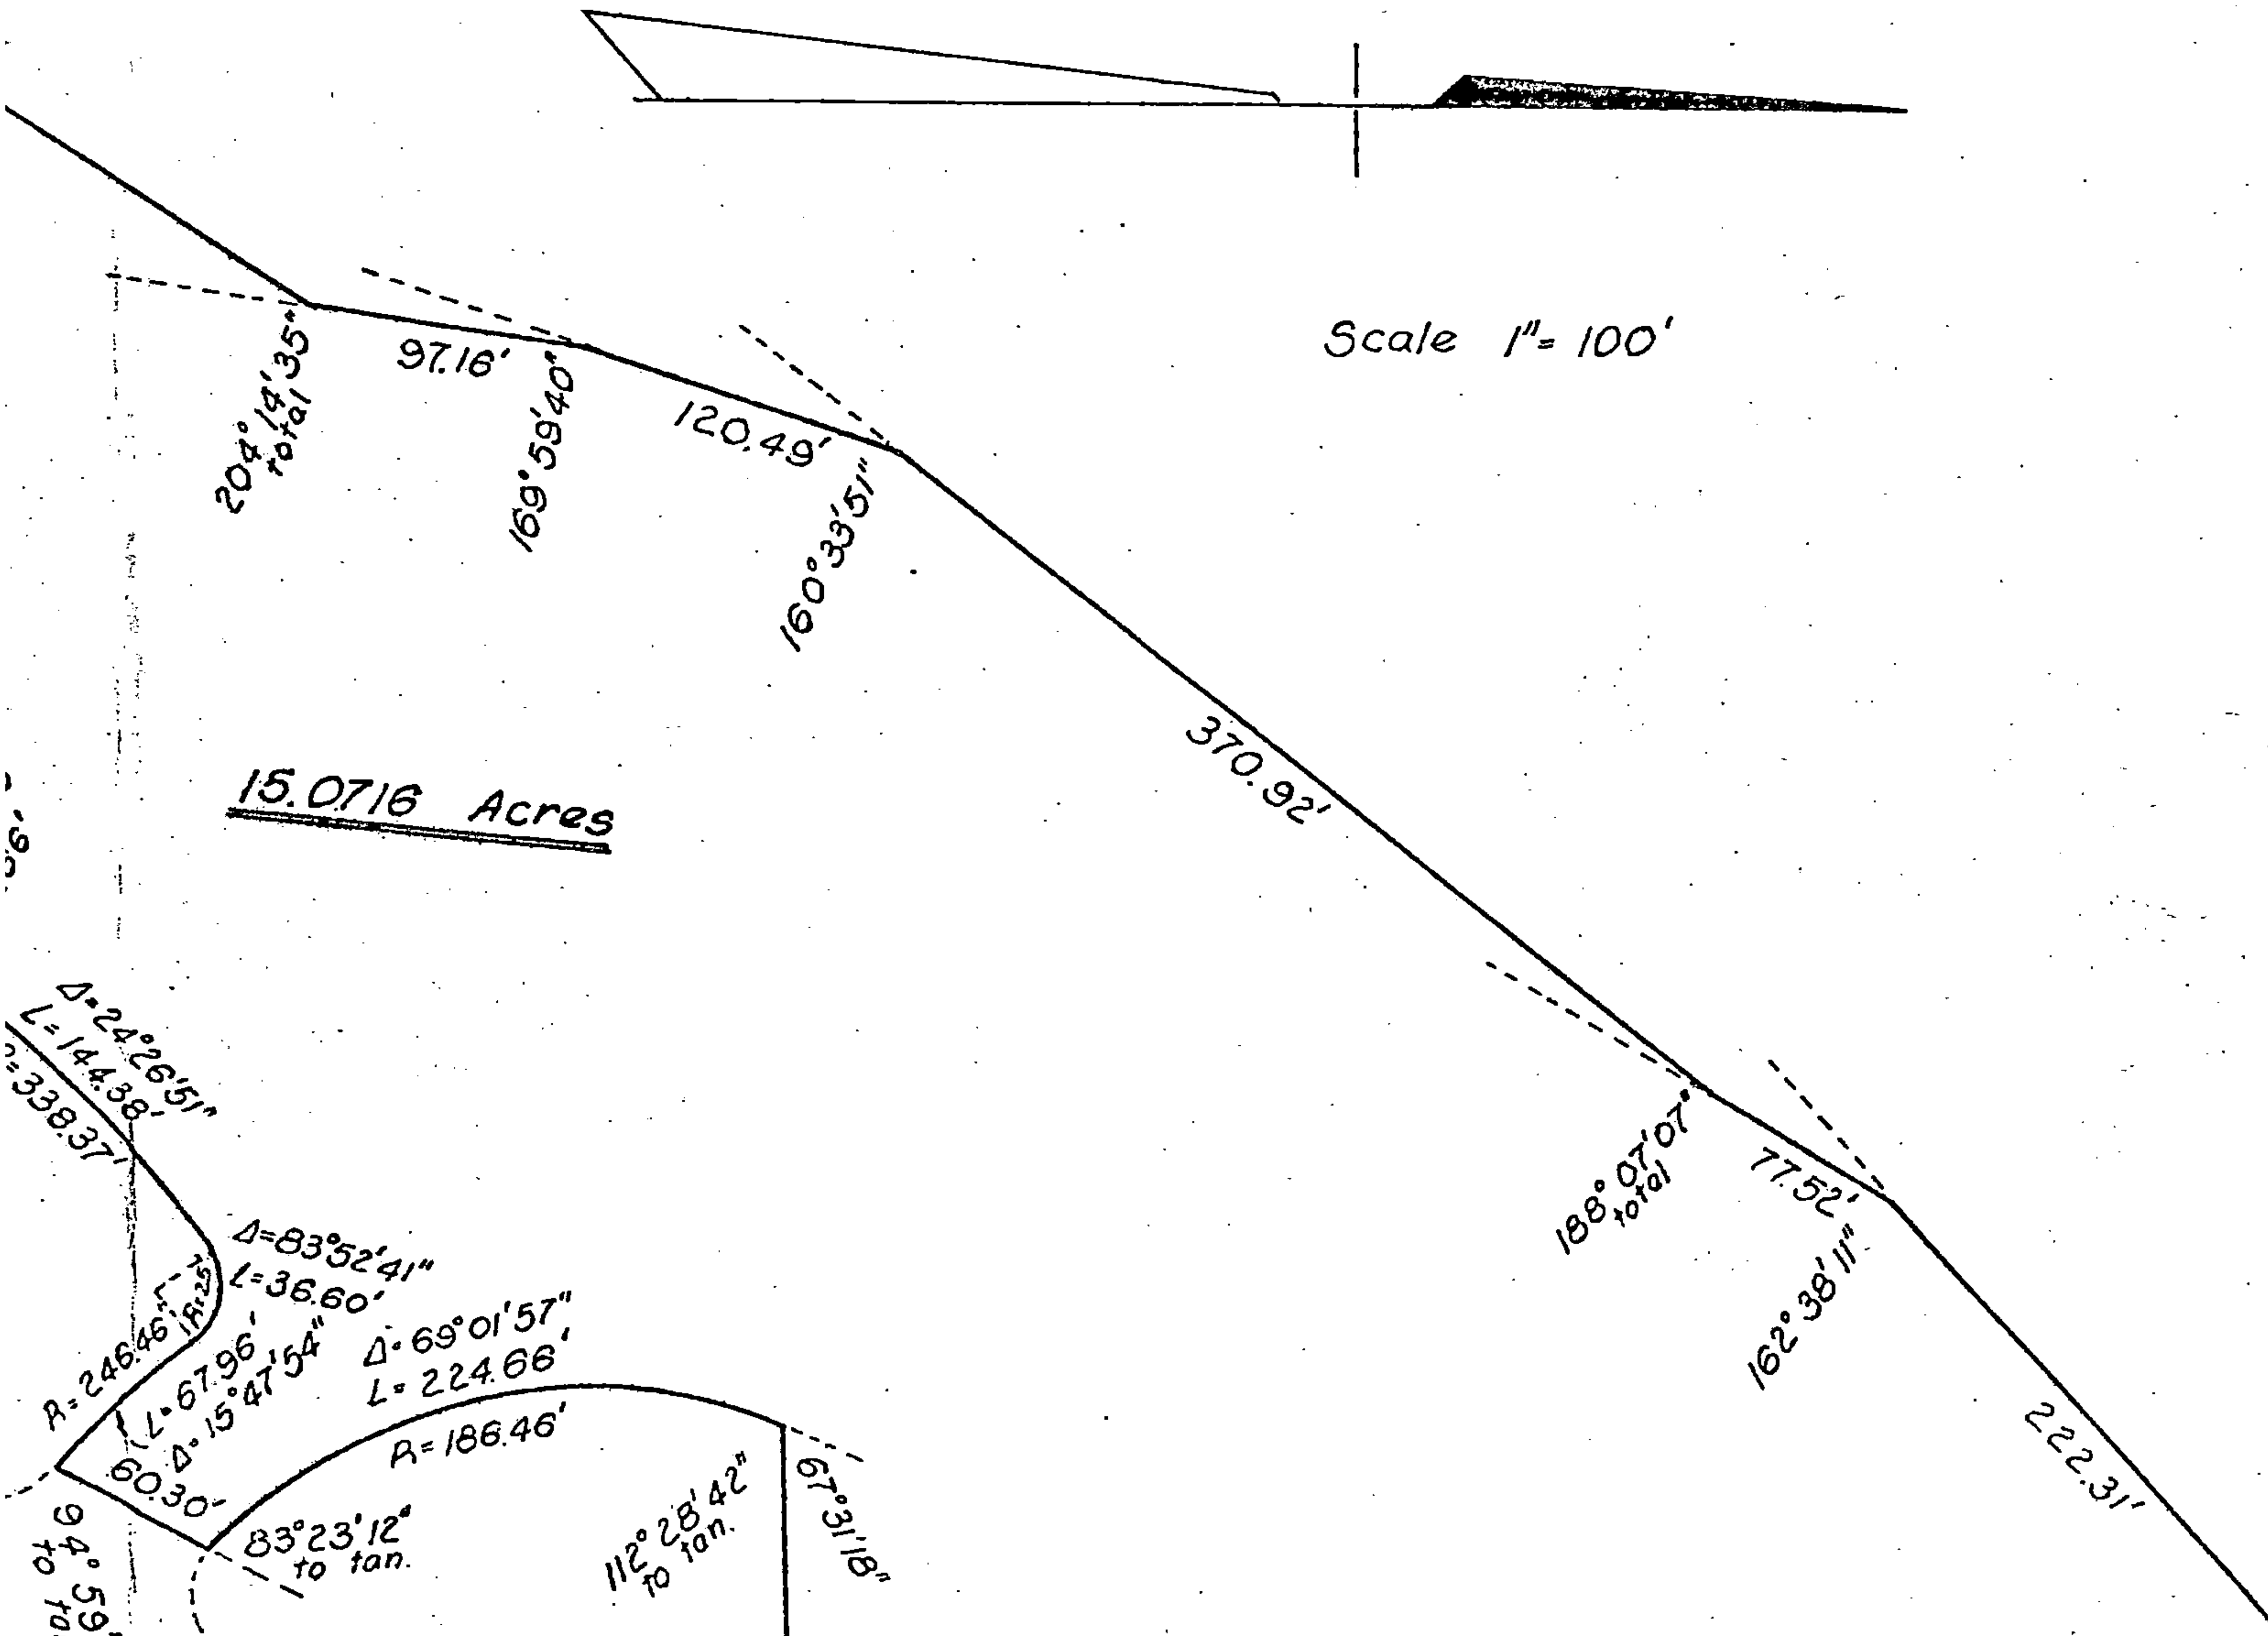 Scale 1"= 100'
204° 14' 35"
total
97.16'
169° 59' 40"
120.49'
160° 33' 51"
370.92'
15.0716 Acres
188° 07' 07"
total
77.52'
162° 38' 11"
222.31'
Δ= 24° 26' 51"
L= 144.38'
338.37'
Δ=83° 52' 41"
L=36.60'
R=25'
R= 246.46'
L= 67.96'
Δ= 15° 47' 54"
60.30'
Δ= 69° 01' 57"
L= 224.66'
R= 186.46'
83° 23' 12"
to tan.
112° 28' 42"
to tan.
67° 31' 18"
94° 59'
to